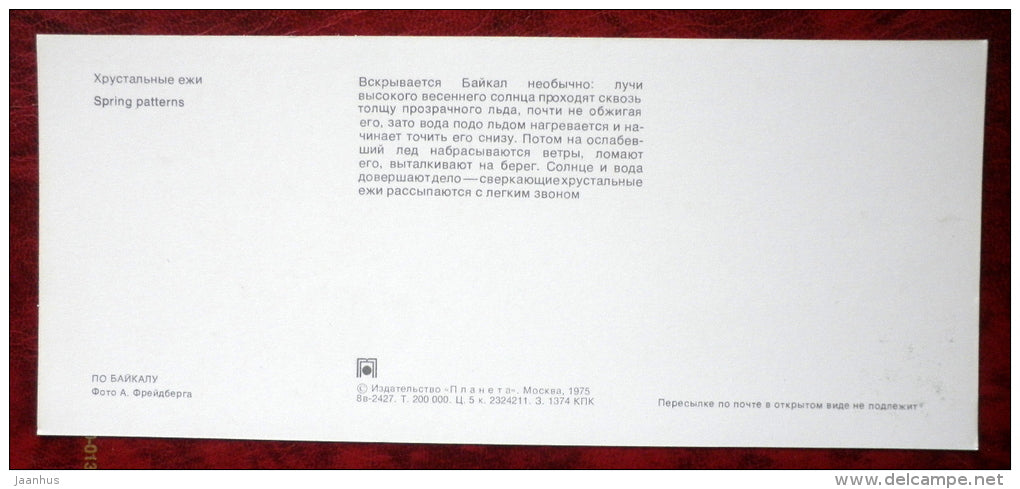 Хрустальные ежи
Spring patterns
Вскрывается Байкал необычно: лучи
высокого весеннего солнца проходят сквозь
толщу прозрачного льда, почти не обжигая
его, зато вода подо льдом нагревается и на-
чинает точить его снизу. Потом на ослабев-
ший лед набрасываются ветры, ломают
его, выталкивают на берег. Солнце и вода
довершают дело — сверкающие хрустальные
ежи рассыпаются с легким звоном
ПО БАЙКАЛУ
Фото А. Фрейдберга
© Издательство «Планета». Москва, 1975
8в-2427. Т. 200 000. Ц. 5 к. 2324211. З. 1374 КПК
Пересылке по почте в открытом виде не подлежит
jaanhus
delcampe.net